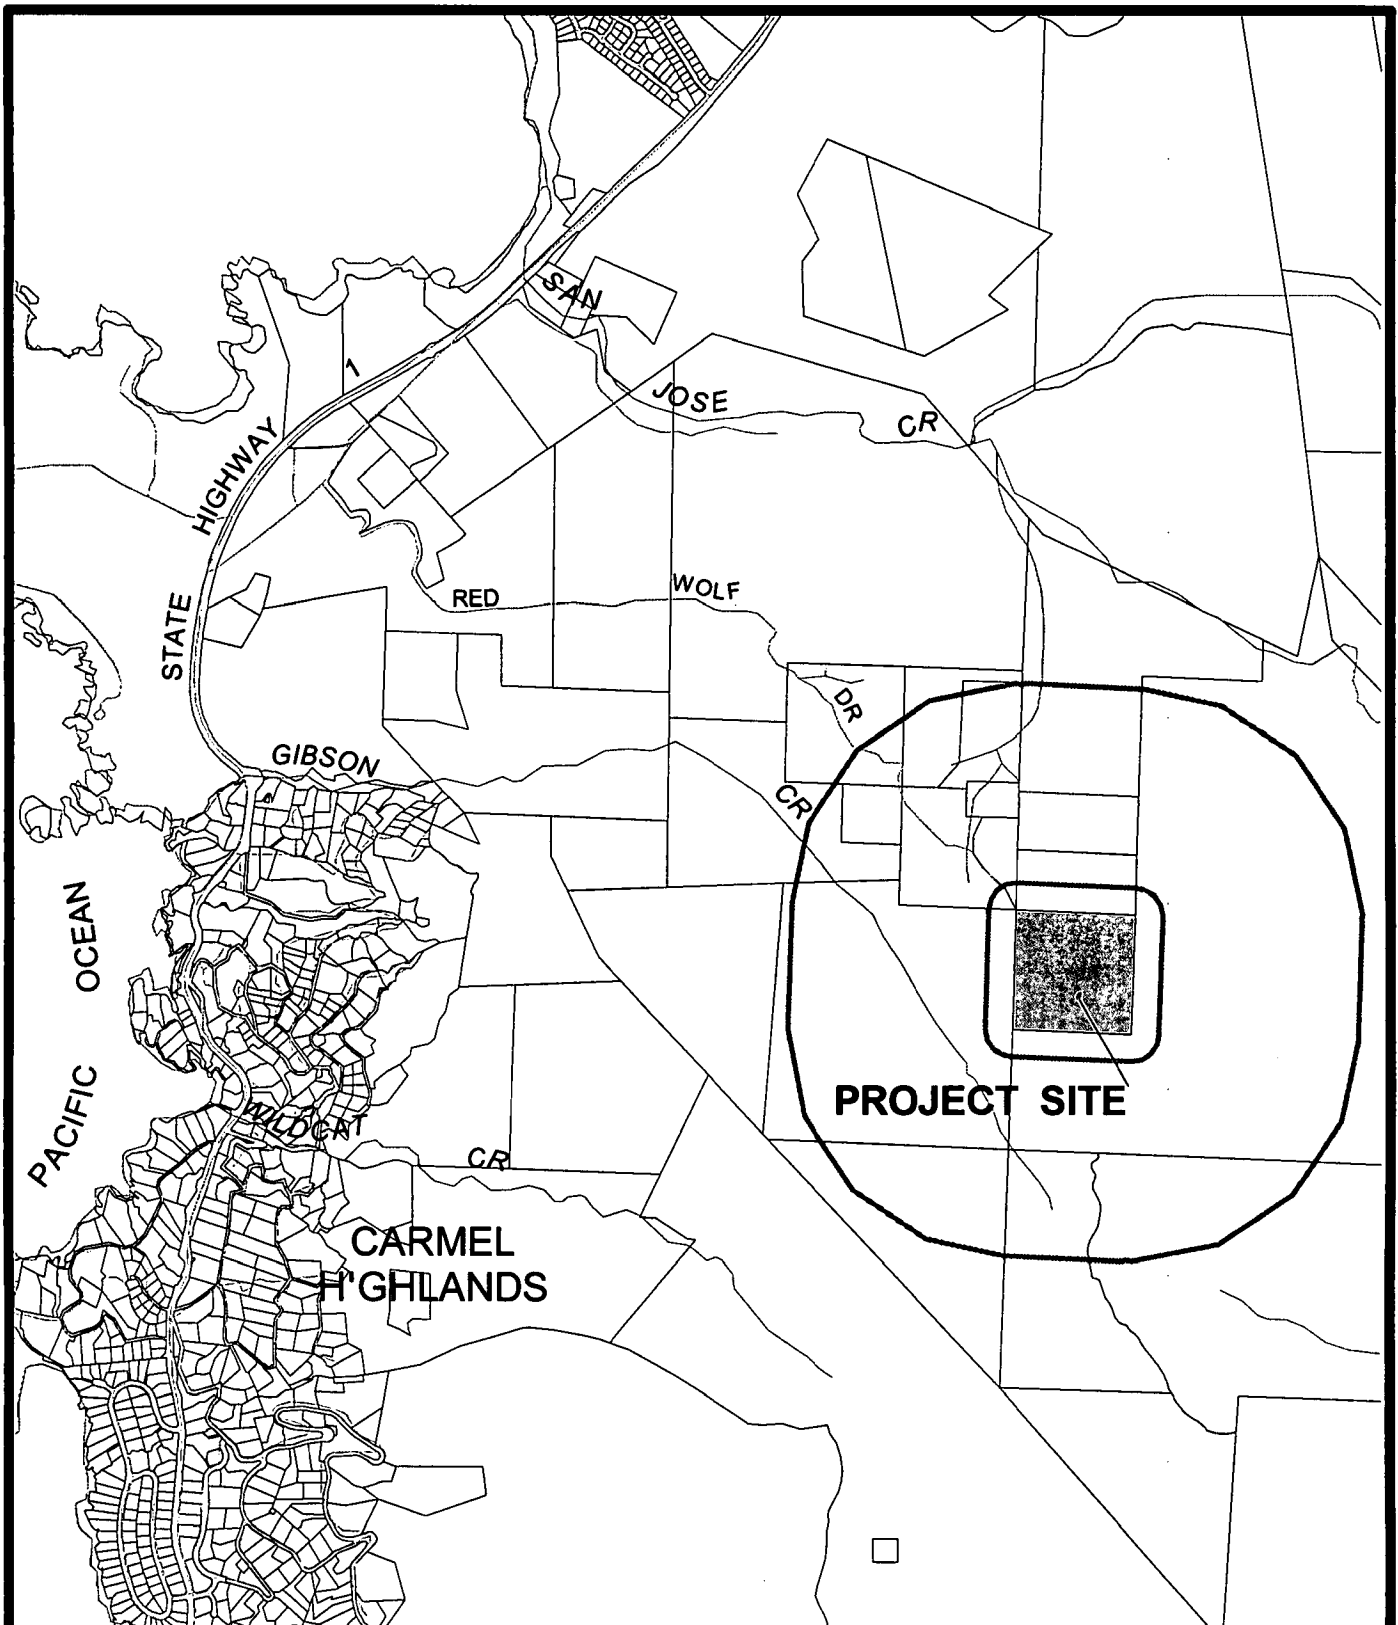 SAN
JOSE
CR
STATE HIGHWAY 1
RED WOLF DR
GIBSON
CR
PACIFIC OCEAN
PROJECT SITE
WILDCAT
CR
CARMEL
H'GHLANDS